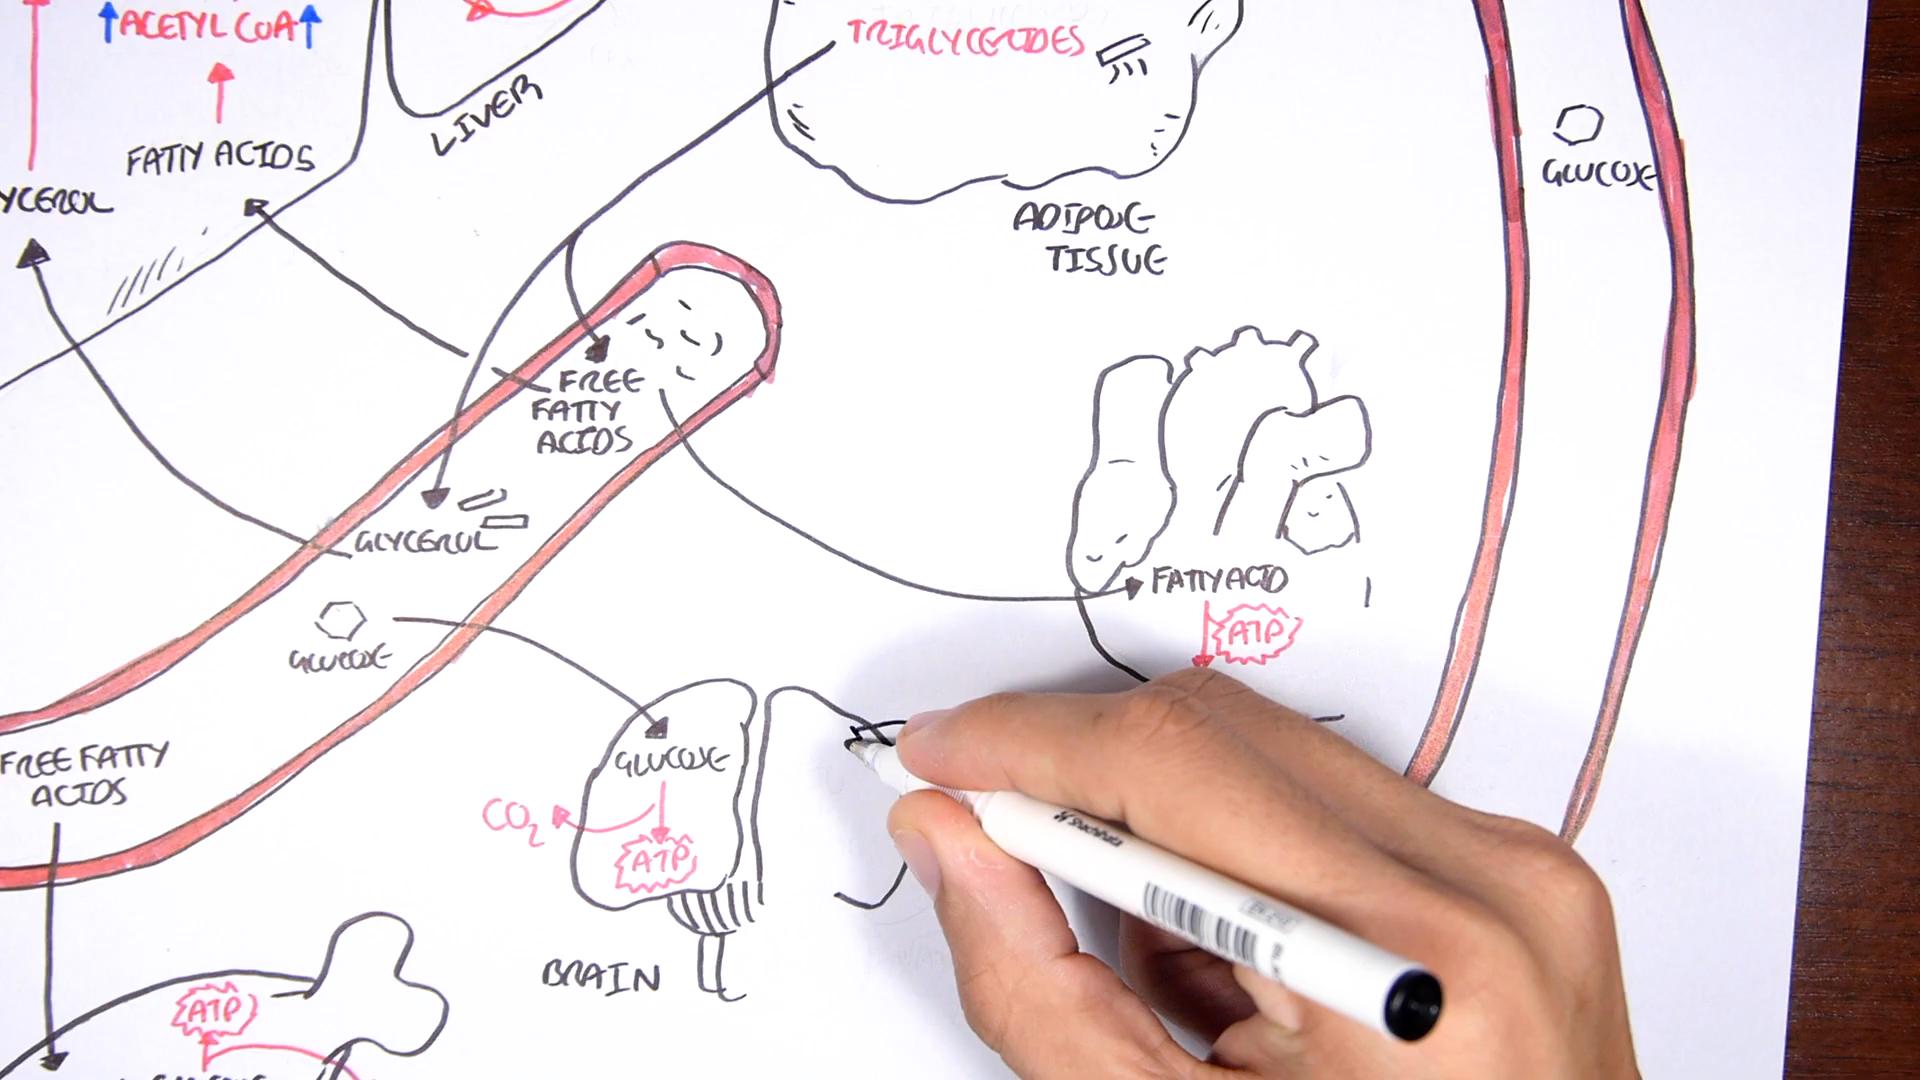 ACETYL COA
FATTY ACIDS
YCEROL
LIVER
TRIGLYCERIDES
ADIPOSE
TISSUE
GLUCOSE
FREE
FATTY
ACIDS
GLYCEROL
GLUCOSE
FATTY ACID
ATP
FREE FATTY
ACIDS
GLUCOSE
CO2
ATP
BRAIN
ATP